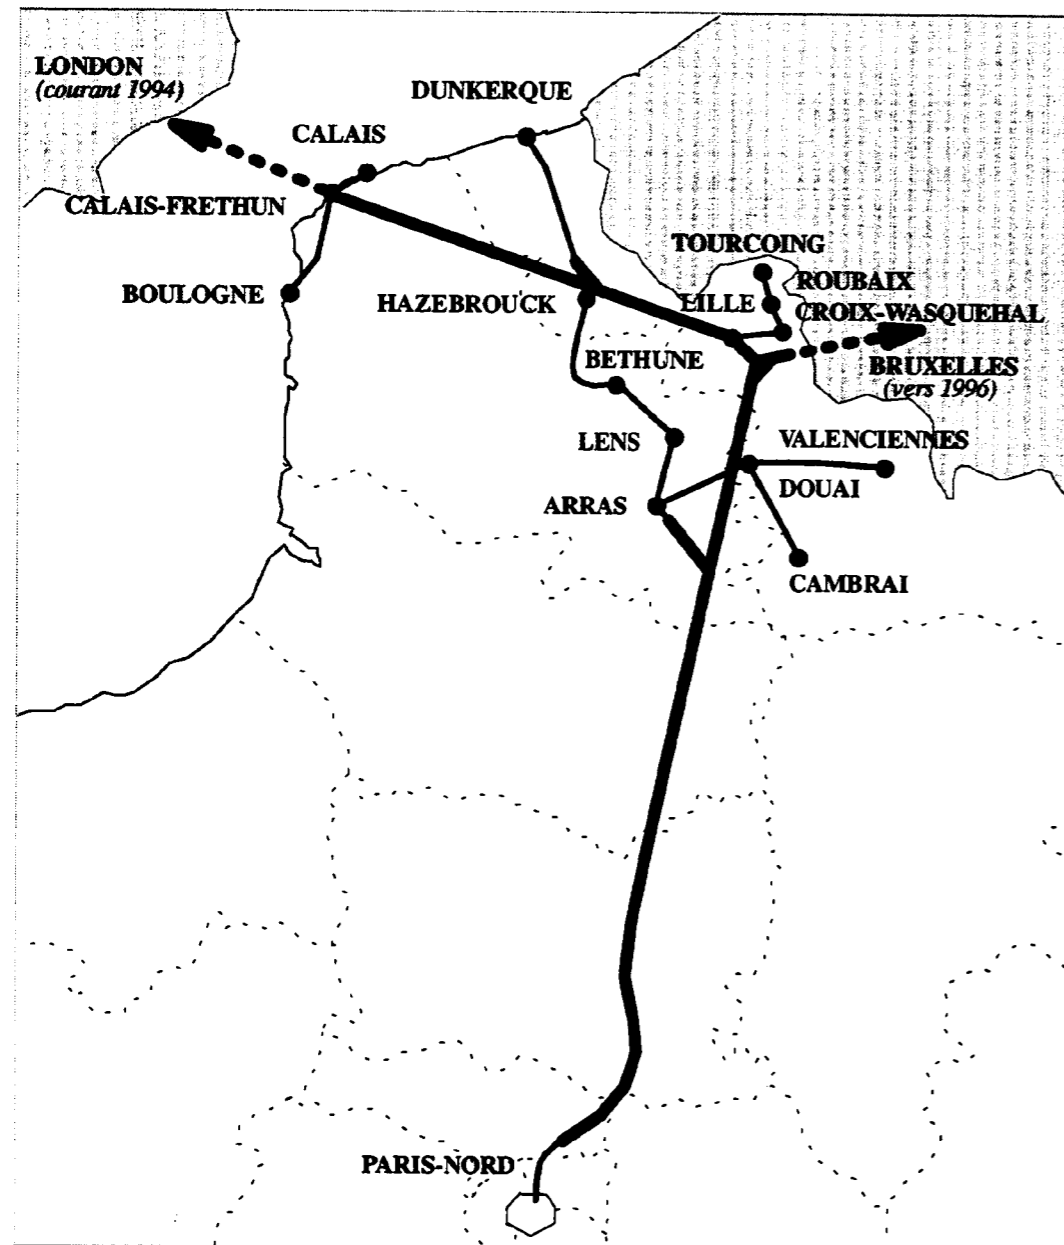 LONDON
(courant 1994)
DUNKERQUE
CALAIS
CALAIS-FRETHUN
TOURCOING
ROUBAIX
BOULOGNE
HAZEBROUCK
LILLE
CROIX-WASQUEHAL
BETHUNE
BRUXELLES
(vers 1996)
LENS
VALENCIENNES
DOUAI
ARRAS
CAMBRAI
PARIS-NORD